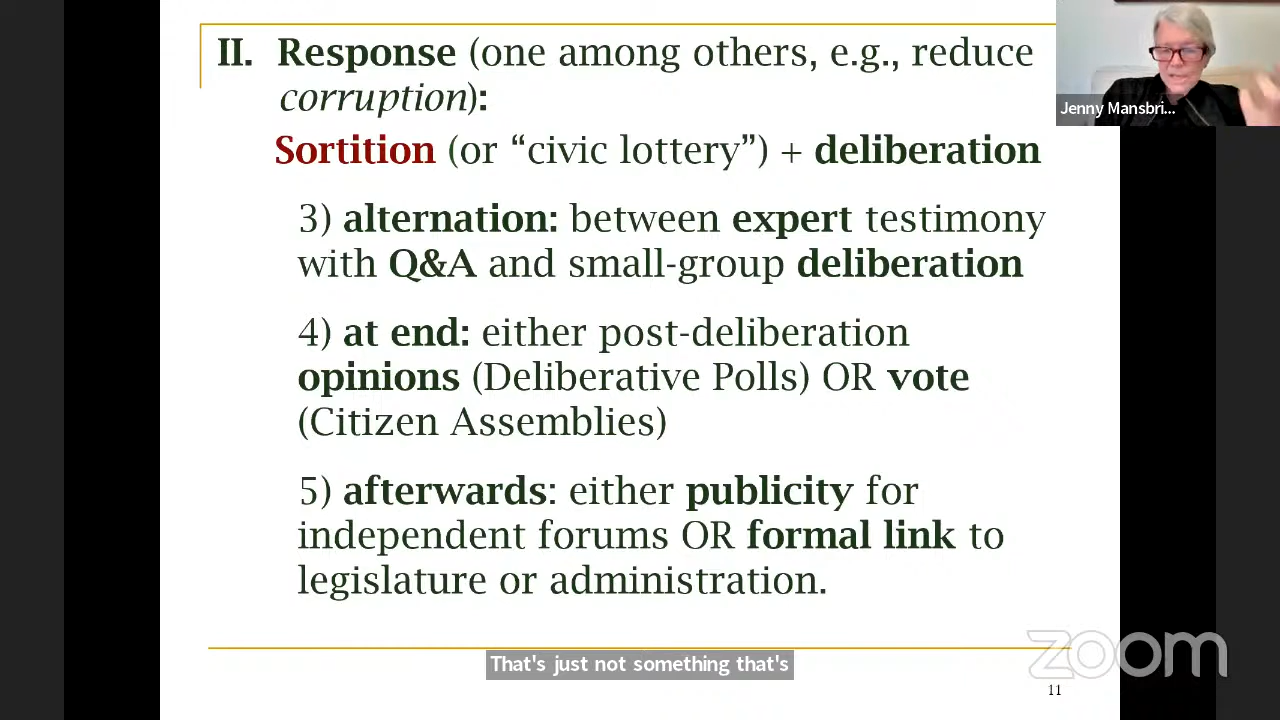 II. Response (one among others, e.g., reduce
corruption):
Sortition (or “civic lottery”) + deliberation
3) alternation: between expert testimony
with Q&A and small-group deliberation
4) at end: either post-deliberation
opinions (Deliberative Polls) OR vote
(Citizen Assemblies)
5) afterwards: either publicity for
independent forums OR formal link to
legislature or administration.
Jenny Mansbri...
That's just not something that's
zoom
11